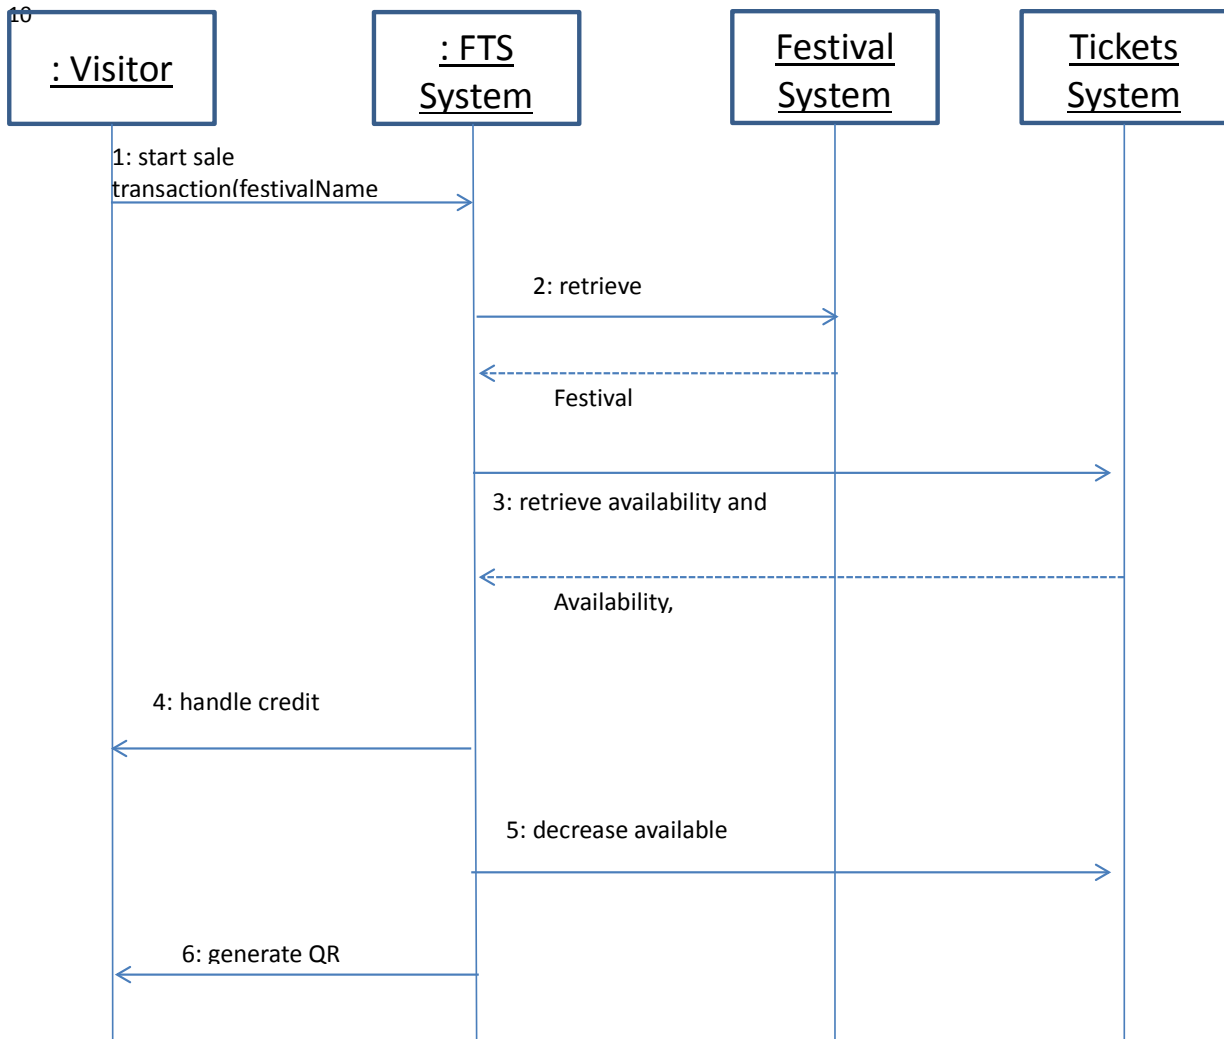 10
: Visitor
: FTS
System
Festival
System
Tickets
System
1: start sale
transaction(festivalName
2: retrieve
Festival
3: retrieve availability and
Availability,
4: handle credit
5: decrease available
6: generate QR